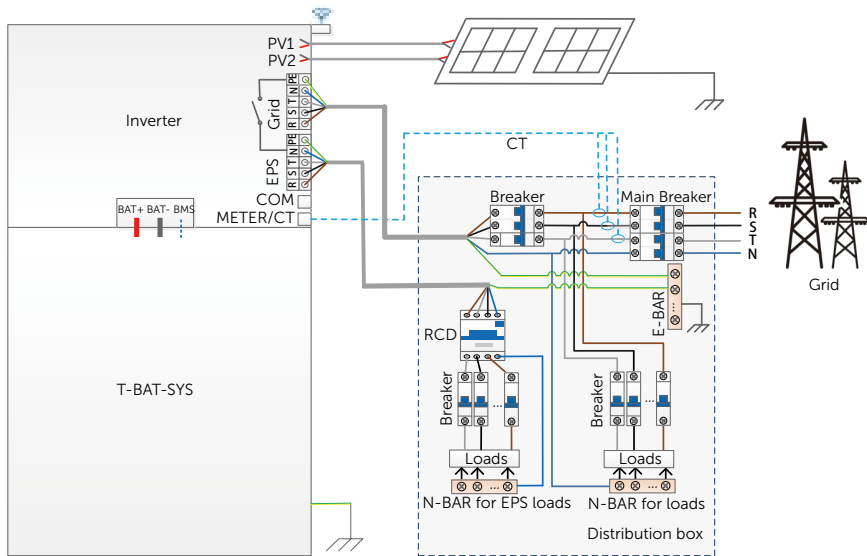 PV1
PV2
PE
N
T
S
R
Grid
Inverter
PE
N
T
S
R
EPS
COM
METER/CT
BAT+ BAT- BMS
T-BAT-SYS
CT
Breaker
Main Breaker
R
S
T
N
Grid
E-BAR
RCD
Breaker
Breaker
Loads
Loads
N-BAR for EPS loads
N-BAR for loads
Distribution box